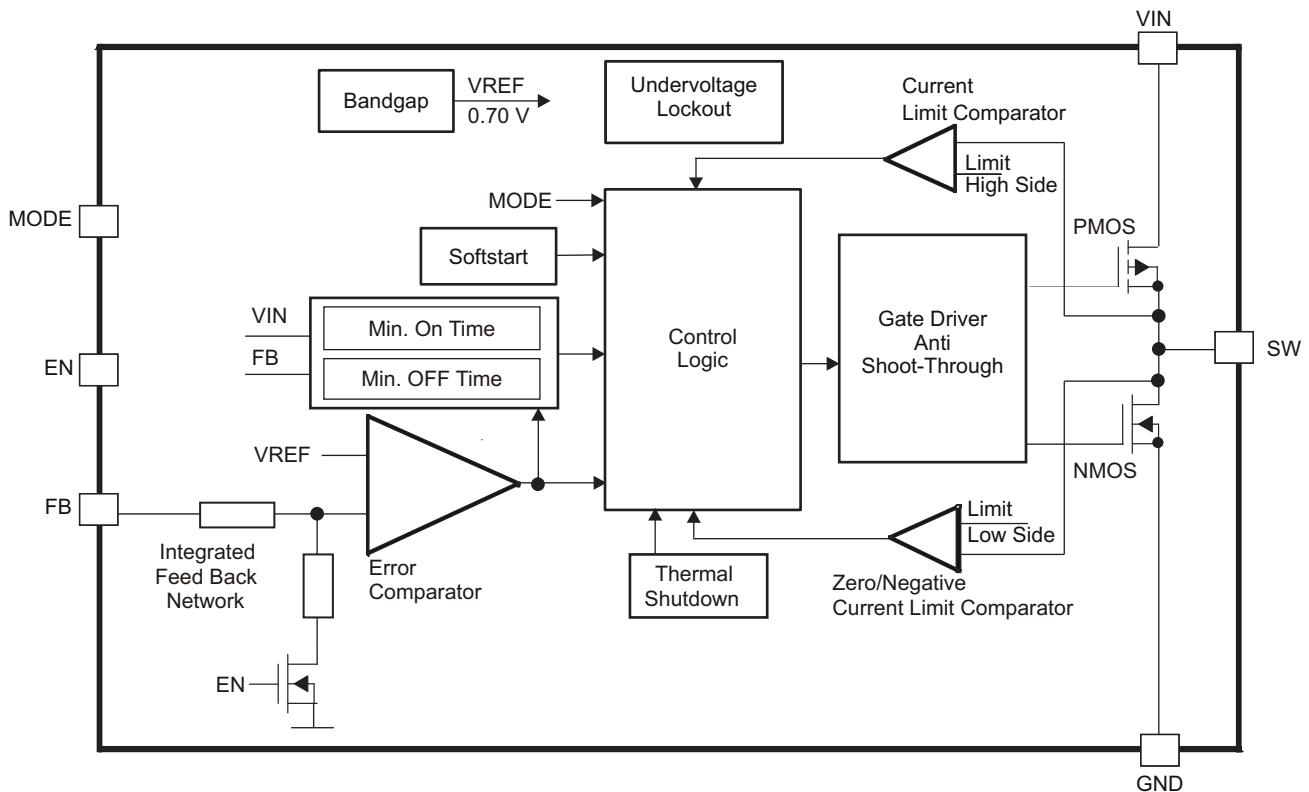 VIN
Bandgap
VREF
0.70 V
Undervoltage
Lockout
Current
Limit Comparator
Limit
High Side
MODE
MODE
PMOS
Softstart
VIN
Min. On Time
FB
Min. OFF Time
EN
Control
Logic
Gate Driver
Anti
Shoot-Through
SW
VREF
NMOS
FB
Limit
Low Side
Integrated
Feed Back
Network
Error
Comparator
Thermal
Shutdown
Zero/Negative
Current Limit Comparator
EN
GND